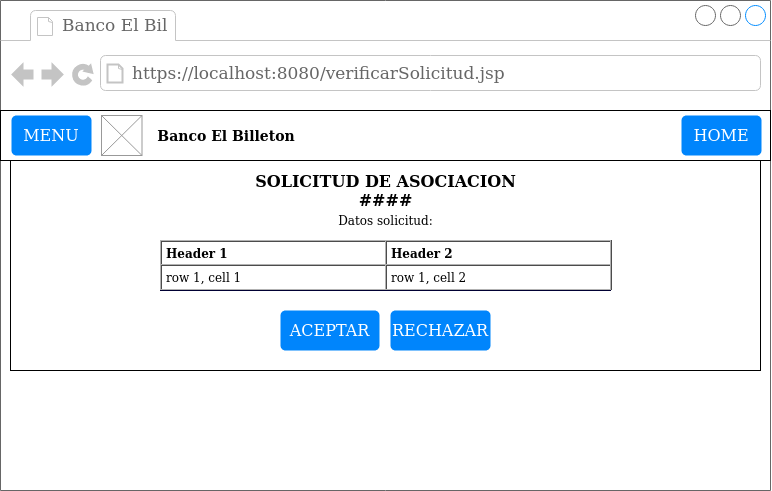 Banco El Bil
https://localhost:8080/verificarSolicitud.jsp
MENU Banco El Billeton HOME
SOLICITUD DE ASOCIACION
####
Datos solicitud:
Header 1 Header 2
row 1, cell 1 row 1, cell 2
ACEPTAR RECHAZAR